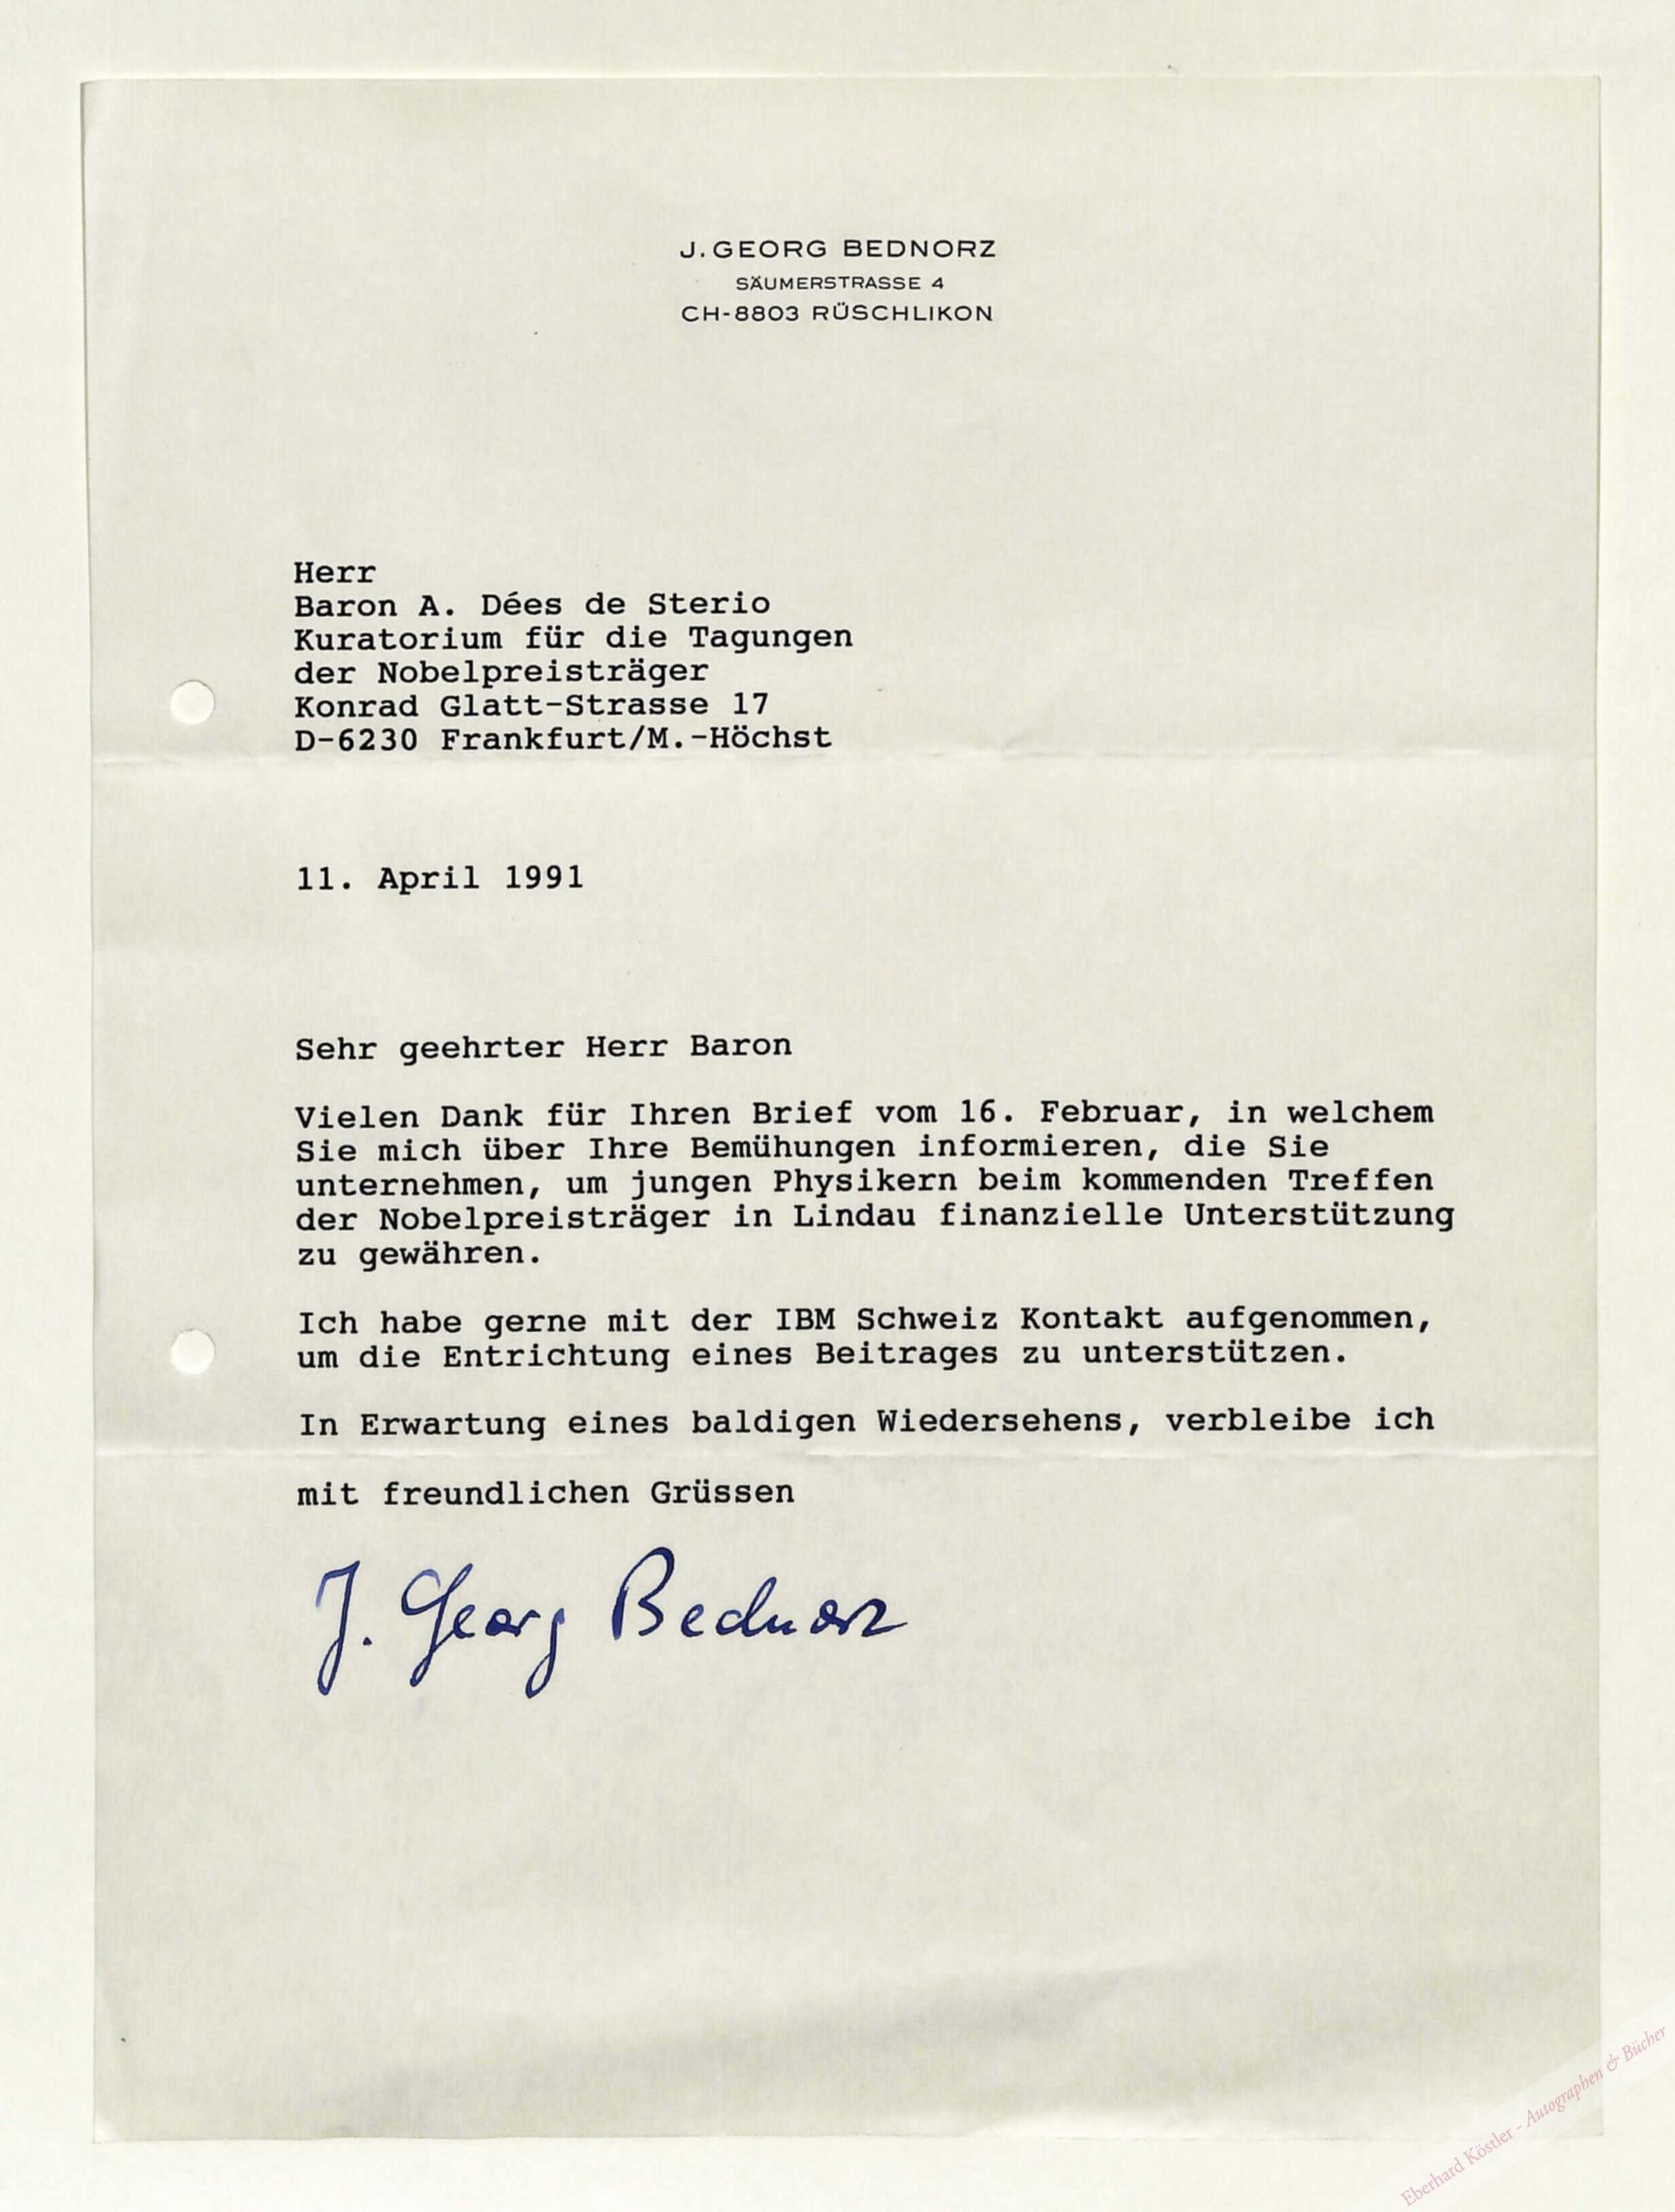 J. GEORG BEDNORZ
SÄUMERSTRASSE 4
CH-8803 RÜSCHLIKON
Herr
Baron A. Dées de Sterio
Kuratorium für die Tagungen
der Nobelpreisträger
Konrad Glatt-Strasse 17
D-6230 Frankfurt/M.-Höchst
11. April 1991
Sehr geehrter Herr Baron
Vielen Dank für Ihren Brief vom 16. Februar, in welchem
Sie mich über Ihre Bemühungen informieren, die Sie
unternehmen, um jungen Physikern beim kommenden Treffen
der Nobelpreisträger in Lindau finanzielle Unterstützung
zu gewähren.
Ich habe gerne mit der IBM Schweiz Kontakt aufgenommen,
um die Entrichtung eines Beitrages zu unterstützen.
In Erwartung eines baldigen Wiedersehens, verbleibe ich
mit freundlichen Grüssen
J. Georg Bednorz
Eberhard Köstler - Autographen & Bücher